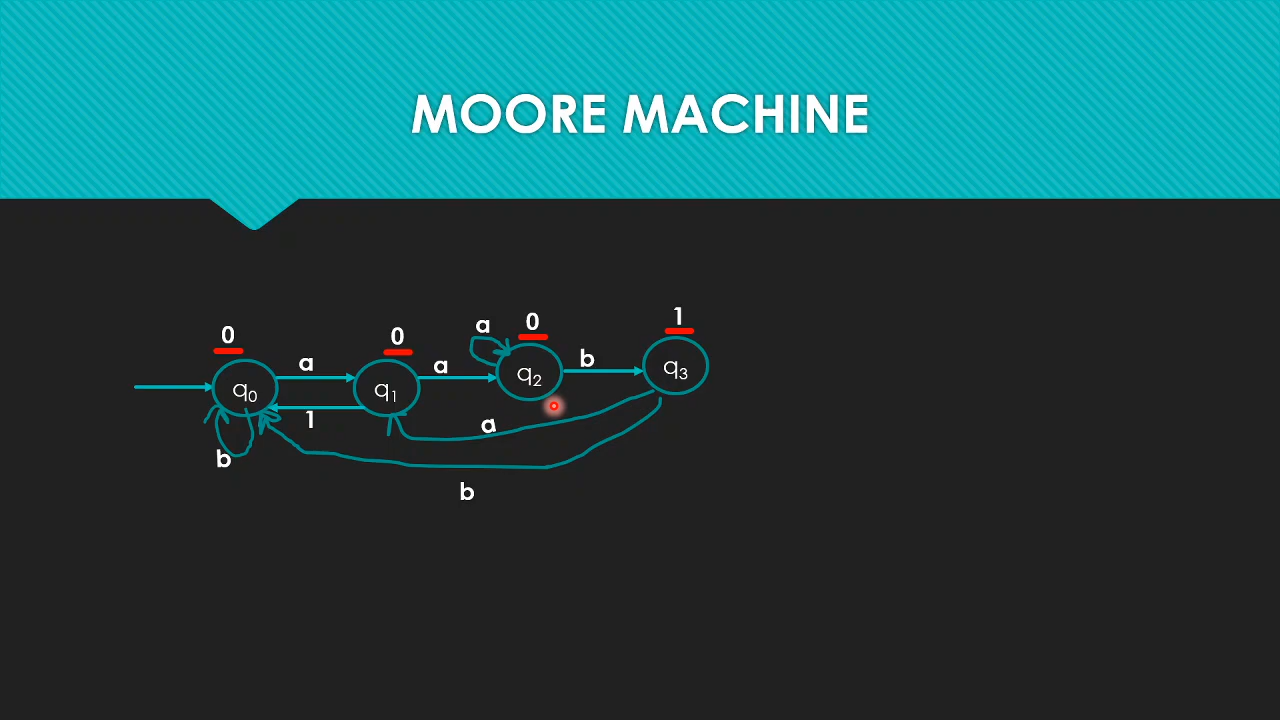 MOORE MACHINE
0 0 a 0 1
a a b
q0 q1 q2 q3
1 a
b
b